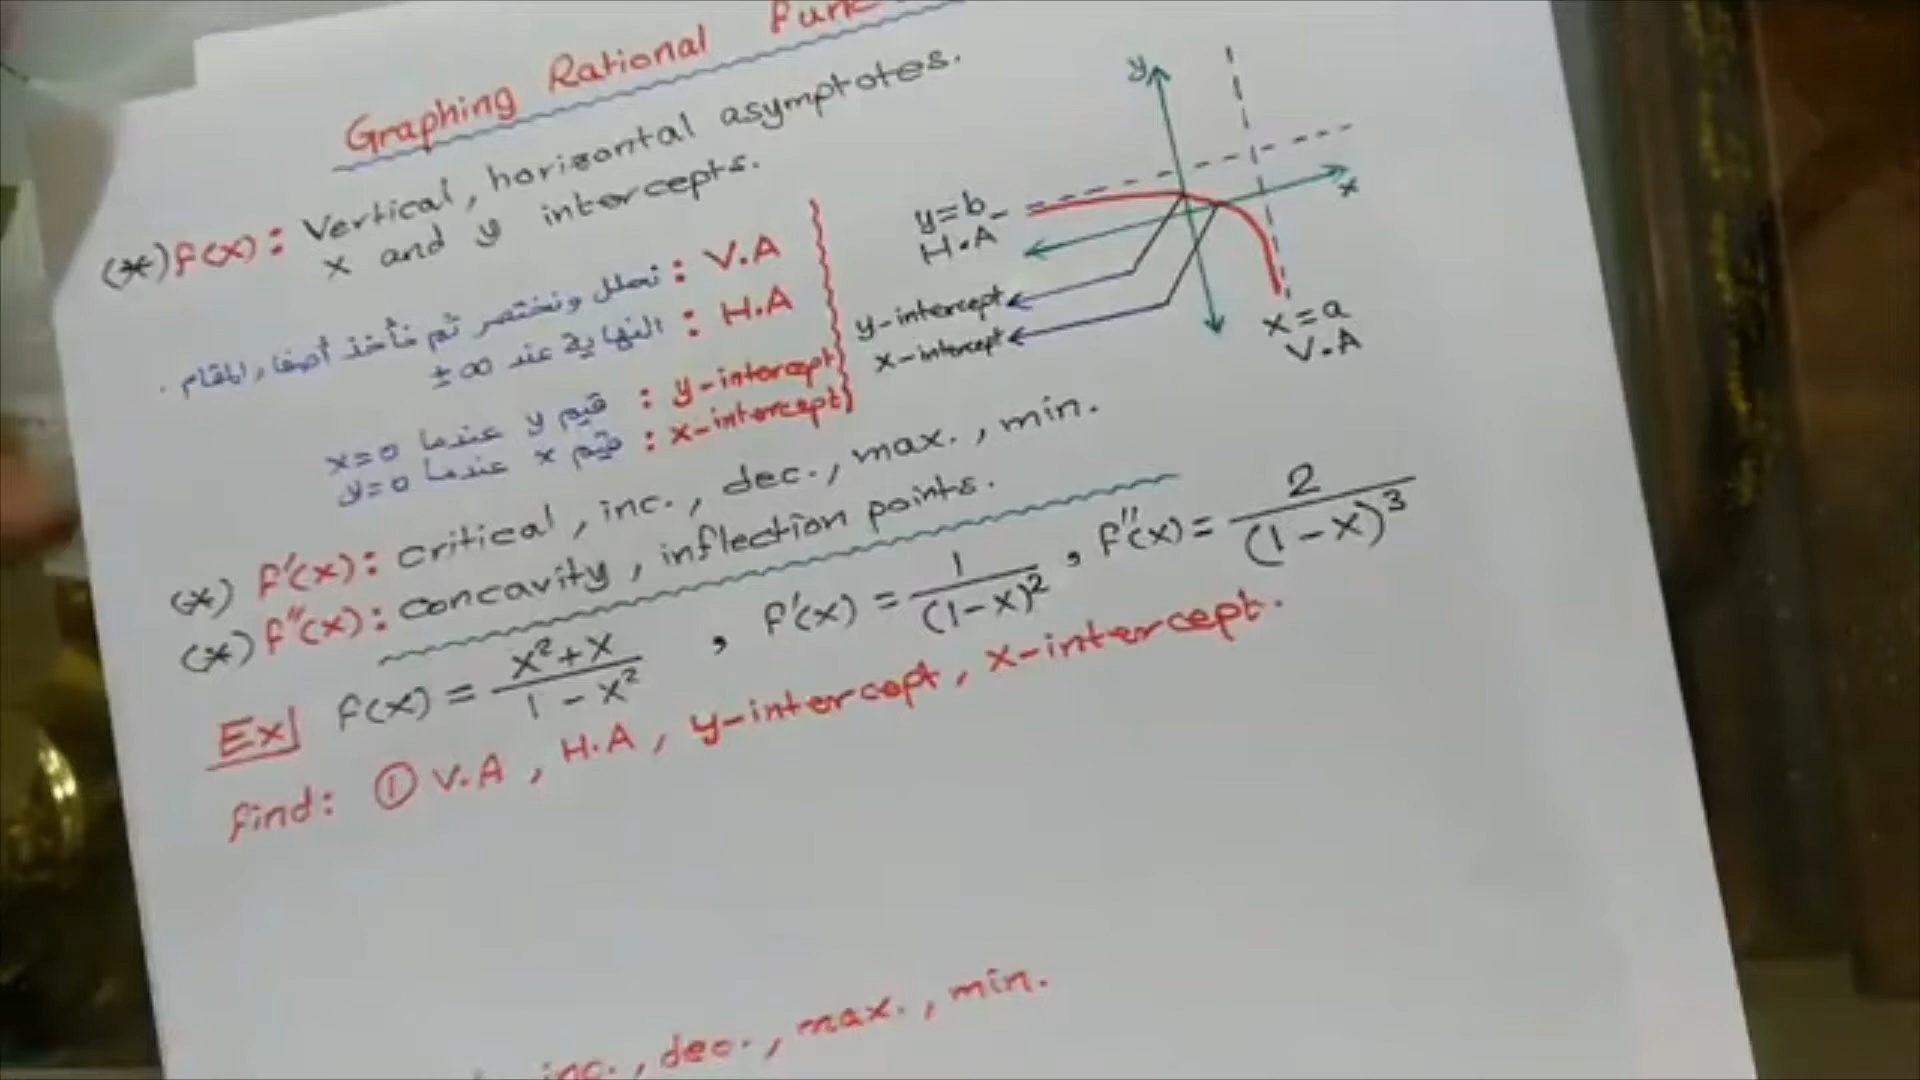 Graphing Rational Fun
(*) f(x): Vertical, horizontal asymptotes.
x and y intercepts.
V.A : نحلل ونختصر ثم نأخذ أصفار المقام.
H.A : النهاية عند ±∞
y-intercept : قيم y عندما x=0
x-intercept : قيم x عندما y=0
y
x
y=b
H.A
y-intercept
x-intercept
x=a
V.A
(*) f'(x): critical, inc., dec., max., min.
(*) f''(x): concavity, inflection points.
Ex] f(x) = (x²+x)/(1-x²) , f'(x) = 1/(1-x)² , f''(x) = 2/(1-x)³
find: ① V.A, H.A, y-intercept, x-intercept.
inc., dec., max., min.